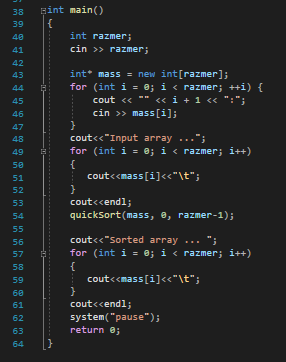 38 int main()
39 {
40 int razmer;
41 cin >> razmer;
42
43 int* mass = new int[razmer];
44 for (int i = 0; i < razmer; ++i) {
45 cout << "" << i + 1 << ":";
46 cin >> mass[i];
47 }
48 cout<<"Input array ...";
49 for (int i = 0; i < razmer; i++)
50 {
51 cout<<mass[i]<<"\t";
52 }
53 cout<<endl;
54 quickSort(mass, 0, razmer-1);
55
56 cout<<"Sorted array ... ";
57 for (int i = 0; i < razmer; i++)
58 {
59 cout<<mass[i]<<"\t";
60 }
61 cout<<endl;
62 system("pause");
63 return 0;
64 }